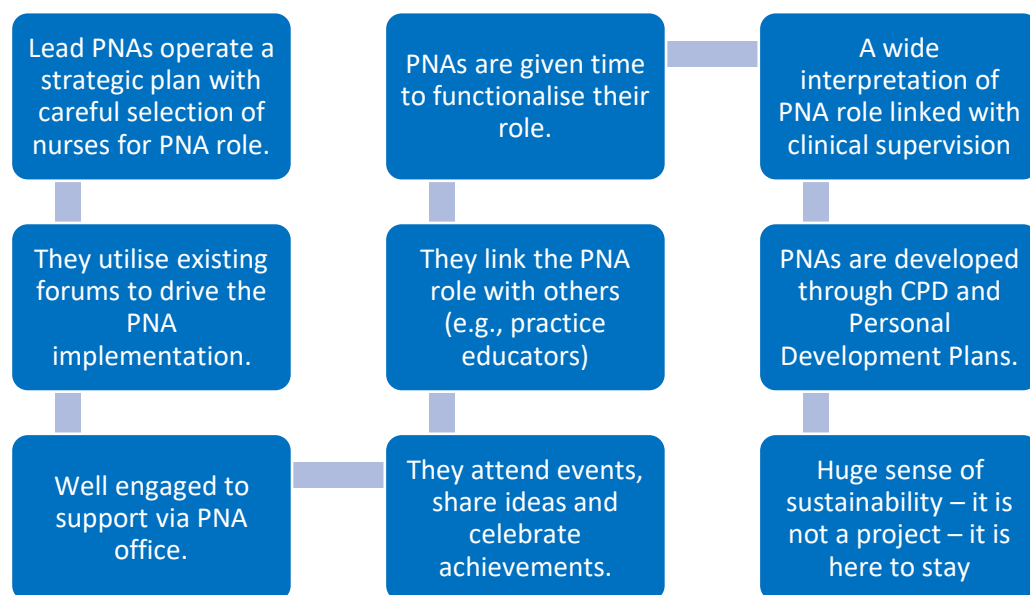 Lead PNAs operate a
strategic plan with
careful selection of
nurses for PNA role.
They utilise existing
forums to drive the
PNA
implementation.
Well engaged to
support via PNA
office.
They attend events,
share ideas and
celebrate
achievements.
They link the PNA
role with others
(e.g., practice
educators)
PNAs are given time
to functionalise their
role.
A wide
interpretation of
PNA role linked with
clinical supervision
PNAs are developed
through CPD and
Personal
Development Plans.
Huge sense of
sustainability – it is
not a project – it is
here to stay